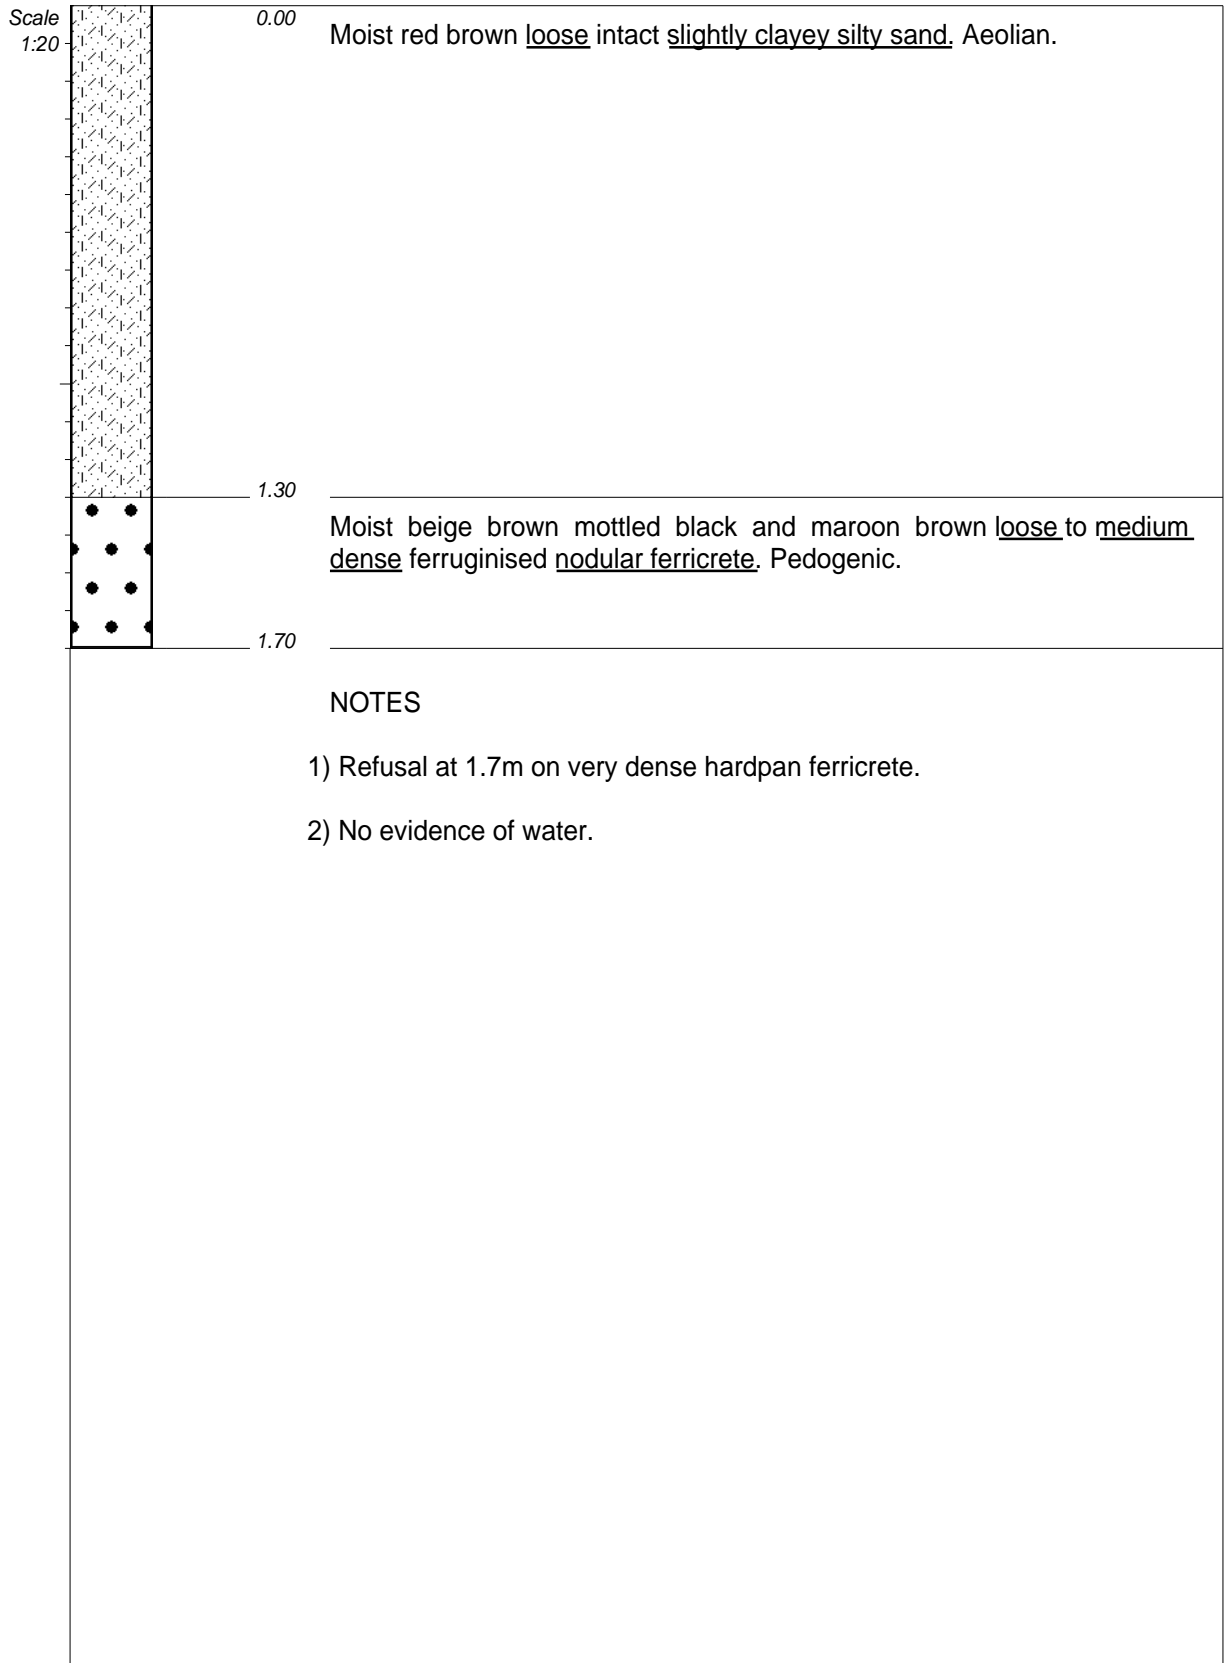 Scale
1:20
0.00
Moist red brown loose intact slightly clayey silty sand. Aeolian.
1.30
Moist beige brown mottled black and maroon brown loose to medium
dense ferruginised nodular ferricrete. Pedogenic.
1.70
NOTES
1) Refusal at 1.7m on very dense hardpan ferricrete.
2) No evidence of water.